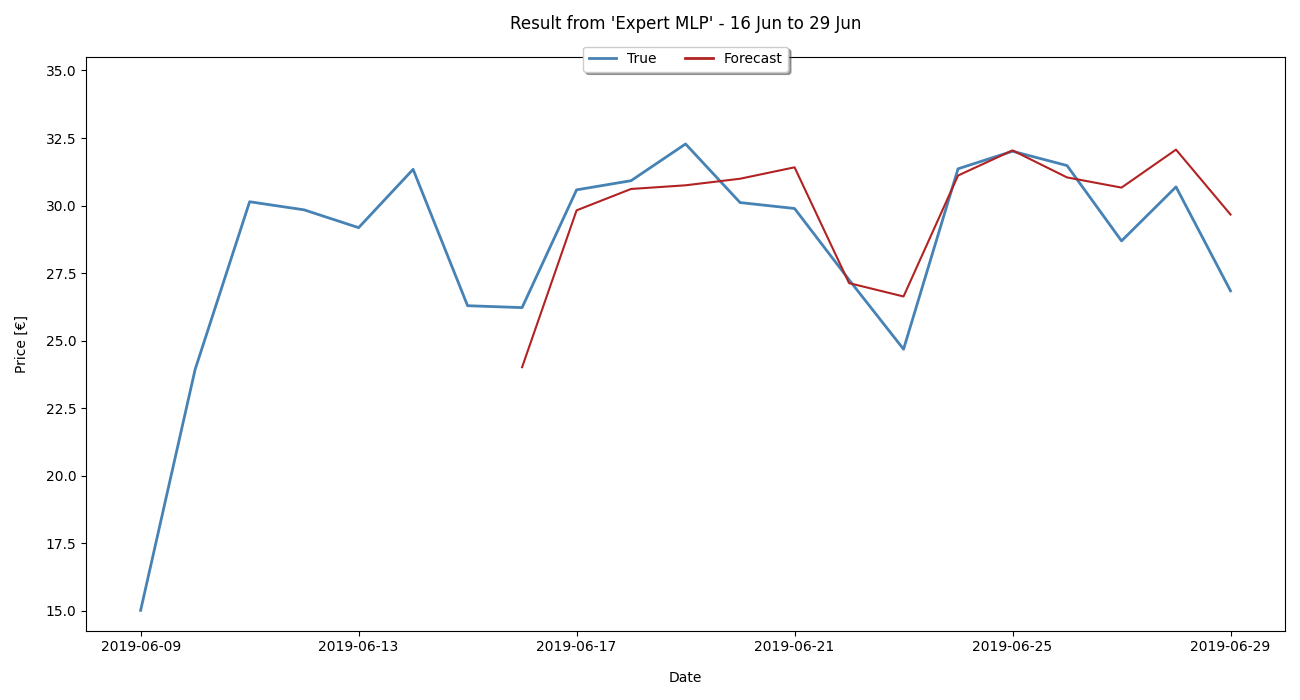 Result from 'Expert MLP' - 16 Jun to 29 Jun
True Forecast
35.0
32.5
30.0
27.5
25.0
22.5
20.0
17.5
15.0
Price [€]
2019-06-09 2019-06-13 2019-06-17 2019-06-21 2019-06-25 2019-06-29
Date